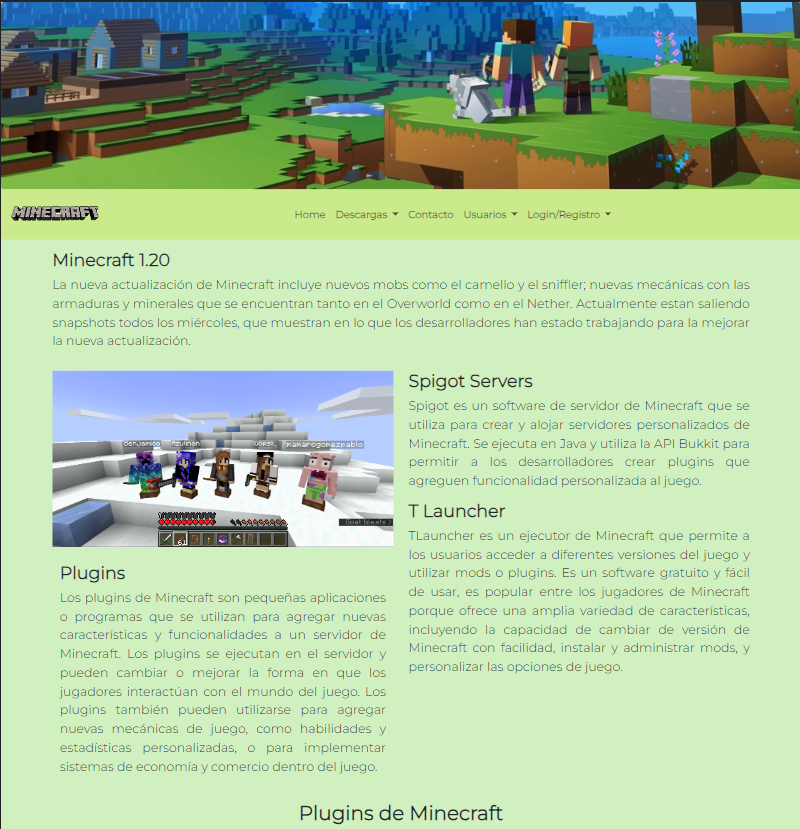 MINECRAFT
Home Descargas Contacto Usuarios Login/Registro
Minecraft 1.20
La nueva actualización de Minecraft incluye nuevos mobs como el camello y el sniffler; nuevas mecánicas con las
armaduras y minerales que se encuentran tanto en el Overworld como en el Nether. Actualmente estan saliendo
snapshots todos los miércoles, que muestran en lo que los desarrolladores han estado trabajando para la mejorar
la nueva actualización.
benjamico Azulinan mamarogomezpablo
Goat bleats >
61
Plugins
Los plugins de Minecraft son pequeñas aplicaciones
o programas que se utilizan para agregar nuevas
características y funcionalidades a un servidor de
Minecraft. Los plugins se ejecutan en el servidor y
pueden cambiar o mejorar la forma en que los
jugadores interactúan con el mundo del juego. Los
plugins también pueden utilizarse para agregar
nuevas mecánicas de juego, como habilidades y
estadísticas personalizadas, o para implementar
sistemas de economía y comercio dentro del juego.
Spigot Servers
Spigot es un software de servidor de Minecraft que se
utiliza para crear y alojar servidores personalizados de
Minecraft. Se ejecuta en Java y utiliza la API Bukkit para
permitir a los desarrolladores crear plugins que
agreguen funcionalidad personalizada al juego.
T Launcher
TLauncher es un ejecutor de Minecraft que permite a
los usuarios acceder a diferentes versiones del juego y
utilizar mods o plugins. Es un software gratuito y fácil
de usar, es popular entre los jugadores de Minecraft
porque ofrece una amplia variedad de características,
incluyendo la capacidad de cambiar de versión de
Minecraft con facilidad, instalar y administrar mods, y
personalizar las opciones de juego.
Plugins de Minecraft